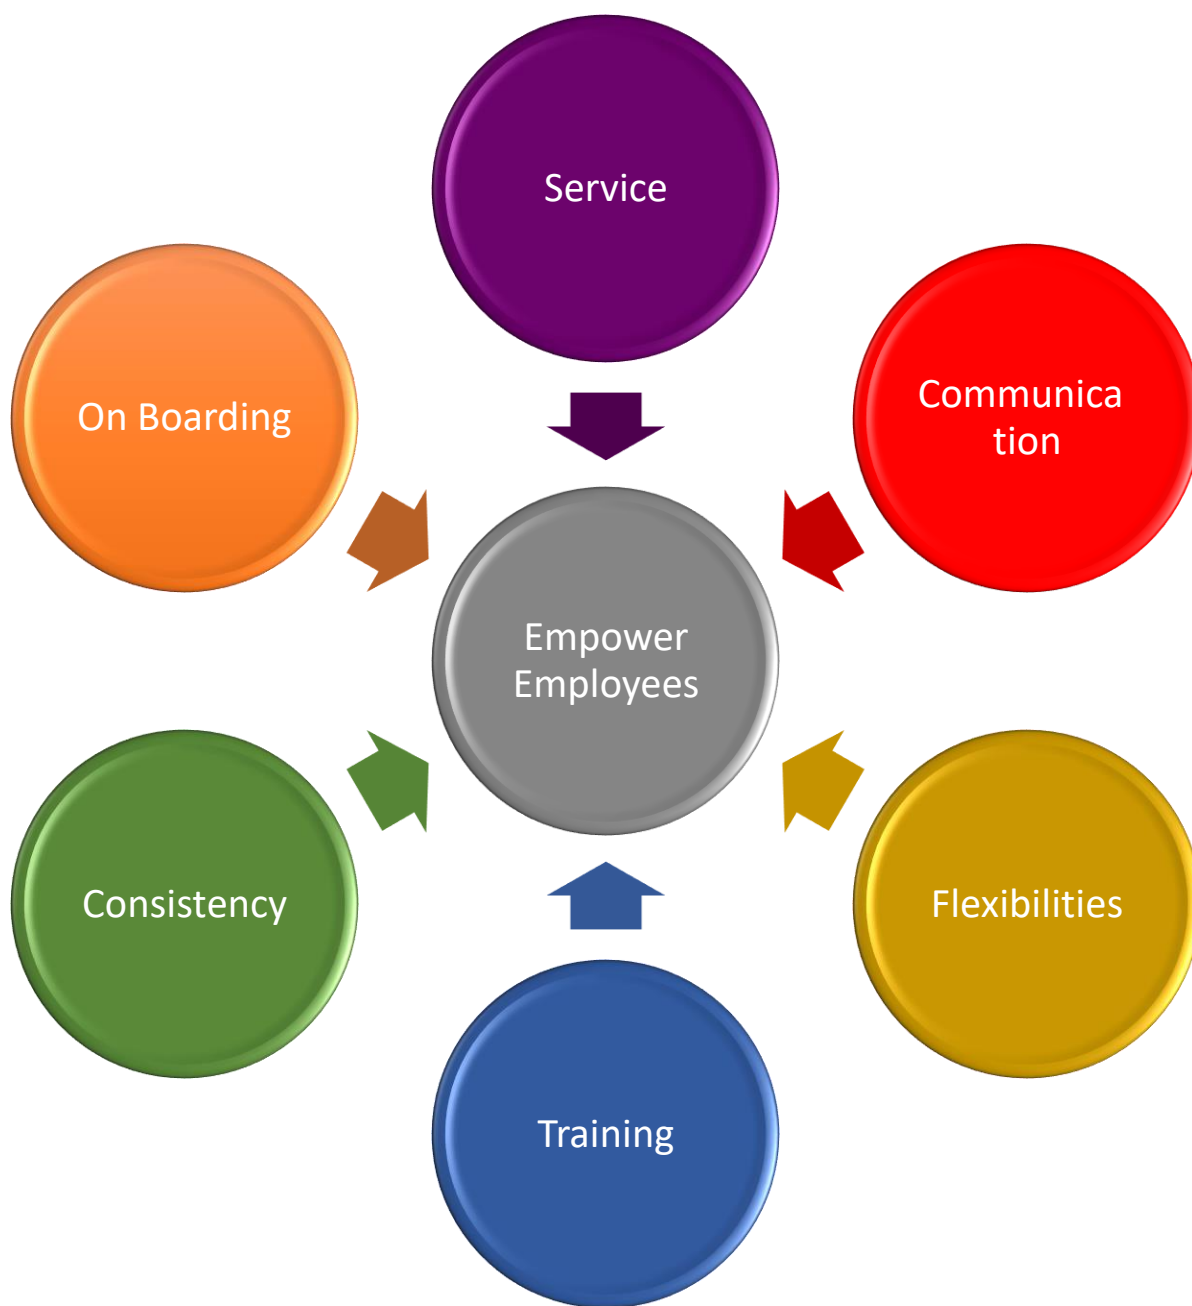 Service
On Boarding
Communica
tion
Empower
Employees
Consistency
Flexibilities
Training